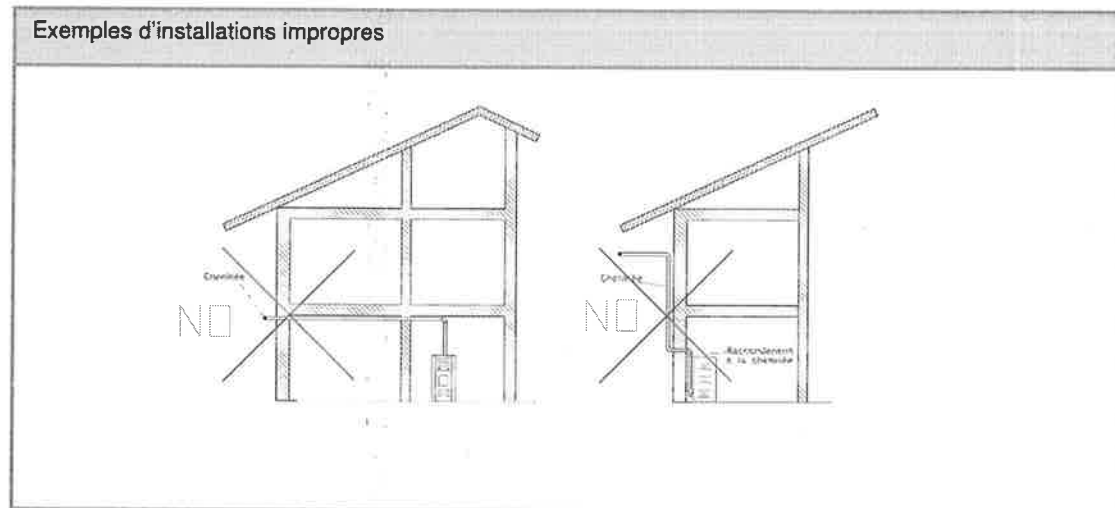 Exemples d'installations impropres
Cheminée
NO
Cheminée
NO
Raccordement
à la cheminée